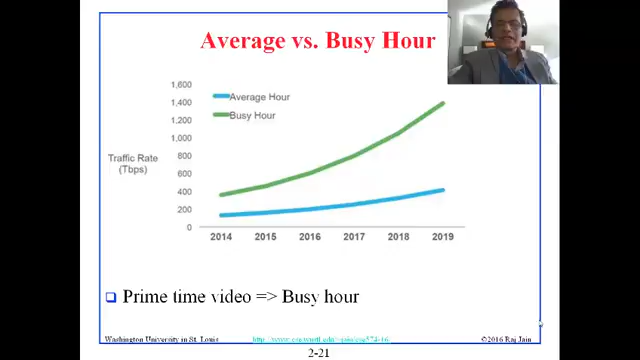 Average vs. Busy Hour
1,600
1,400
1,200
1,000
800
600
400
200
0
Average Hour
Busy Hour
Traffic Rate
(Tbps)
2014 2015 2016 2017 2018 2019
Prime time video => Busy hour
Washington University in St. Louis ©2016 Raj Jain
2-21